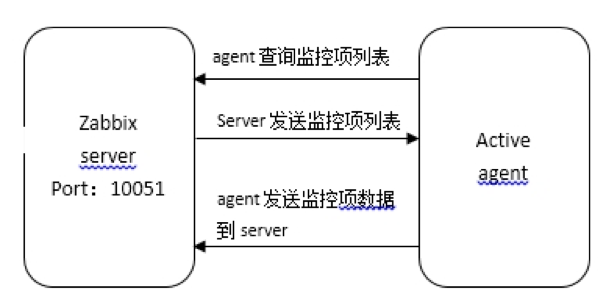 agent 查询监控项列表
Zabbix
server
Port：10051
Server 发送监控项列表
agent 发送监控项数据
到 server
Active
agent